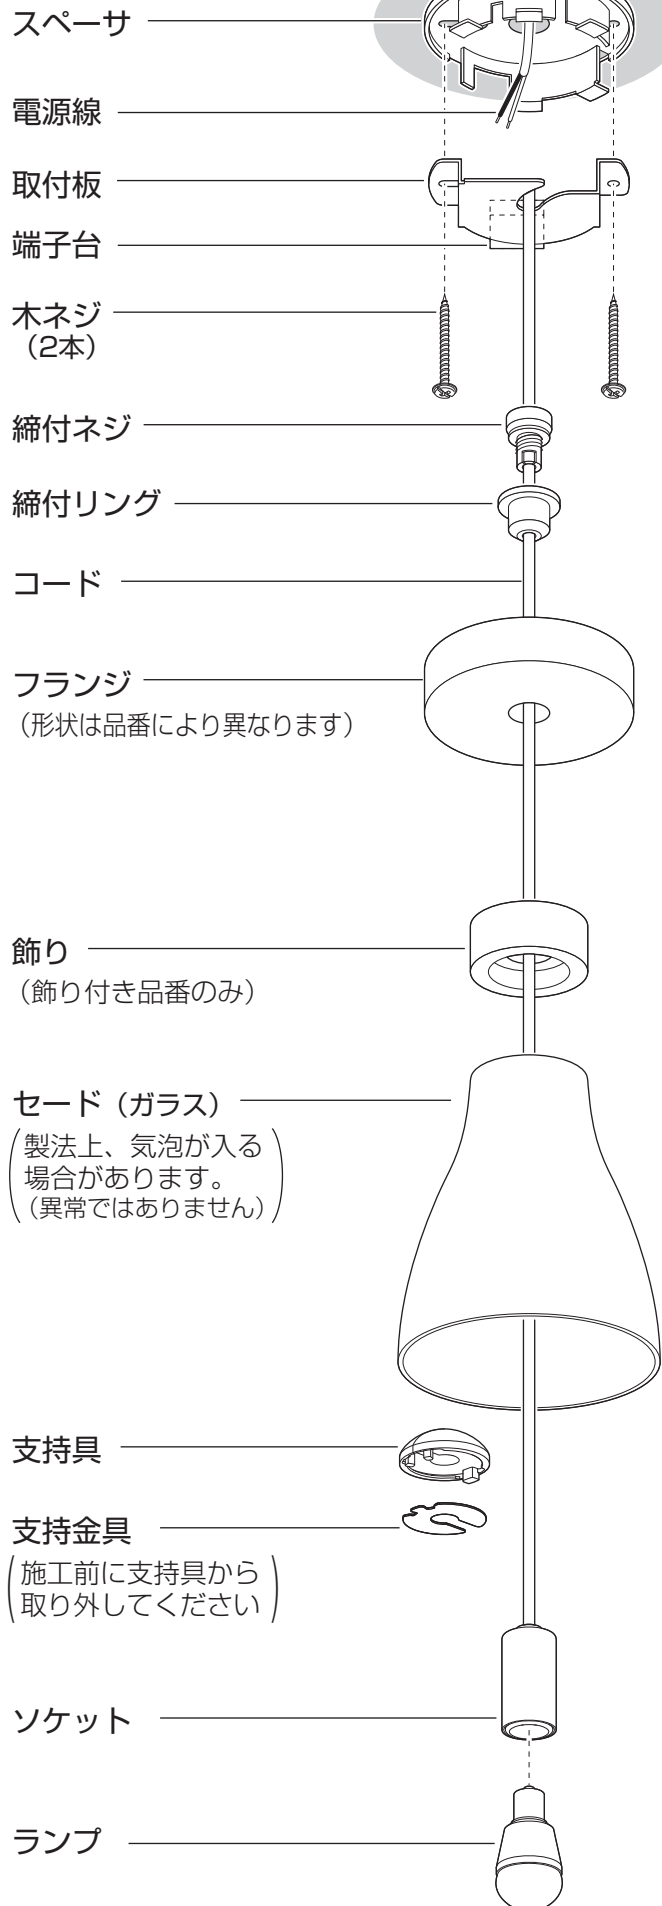 スペーサ
電源線
取付板
端子台
木ネジ
（2本）
締付ネジ
締付リング
コード
フランジ
（形状は品番により異なります）
飾り
（飾り付き品番のみ）
セード（ガラス）
（製法上、気泡が入る
場合があります。
（異常ではありません））
支持具
支持金具
（施工前に支持具から
取り外してください）
ソケット
ランプ